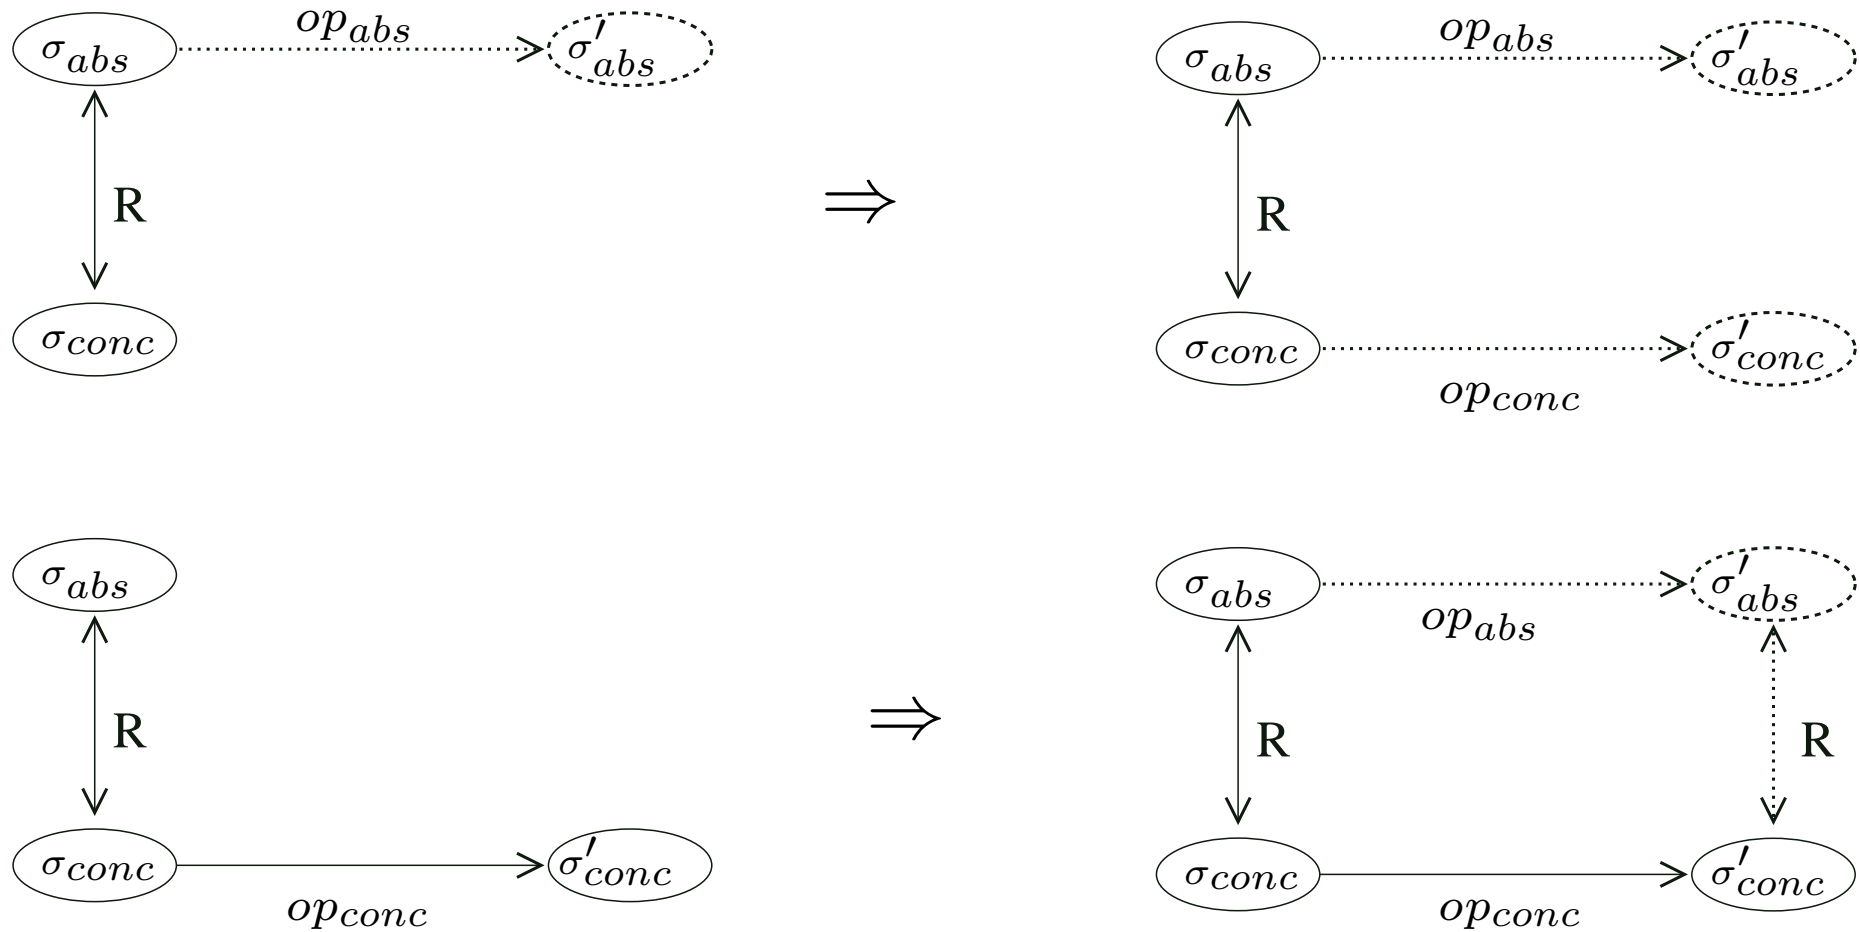 op_abs op_abs
σ_abs σ′_abs σ_abs σ′_abs
R ⇒ R
σ_conc σ_conc σ′_conc
op_conc
σ_abs σ_abs σ′_abs
op_abs
R ⇒ R R
σ_conc σ′_conc σ_conc σ′_conc
op_conc op_conc